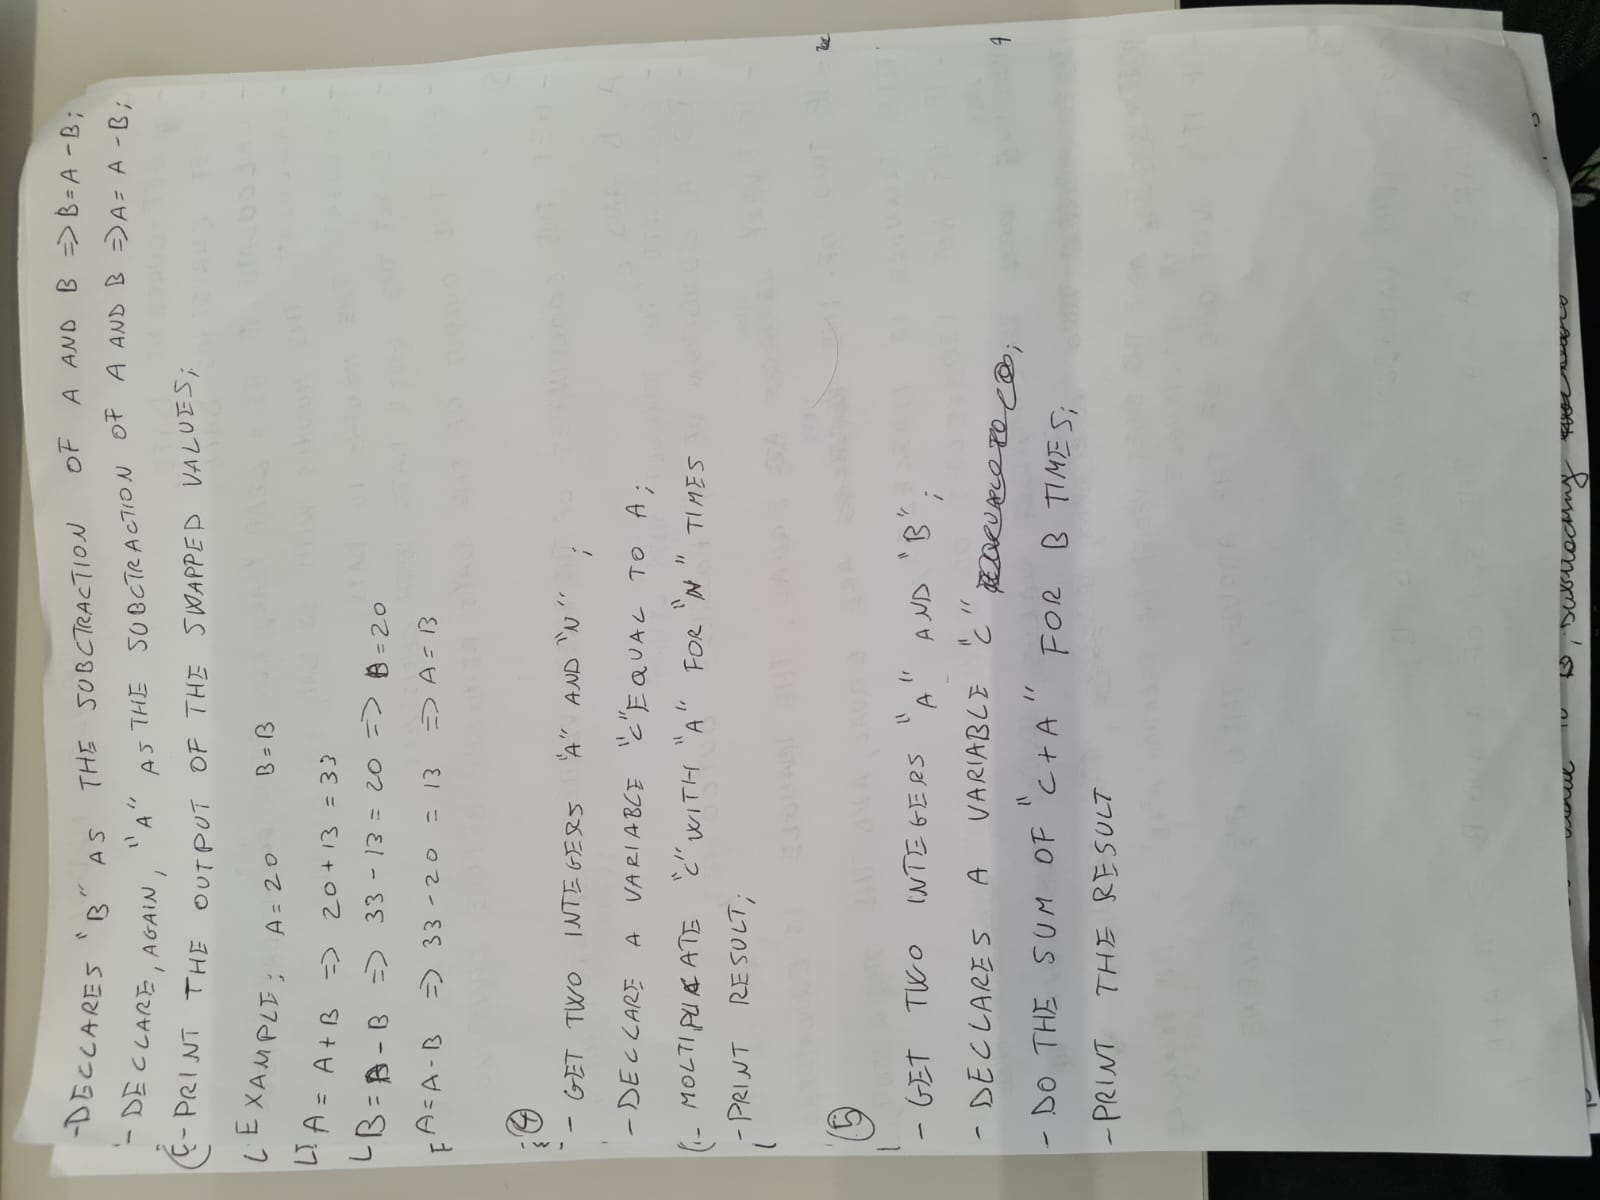 -DECLARES "B" AS THE SUBCTRACTION OF A AND B => B=A-B;
- DECLARE, AGAIN, "A" AS THE SUBCTRACTION OF A AND B => A= A-B;
- PRINT THE OUTPUT OF THE SWAPPED VALUES;
EXAMPLE; A=20 B=B
A= A+B => 20+13 = 33
B=A-B => 33-13=20 => B=20
A=A-B => 33-20 = 13 => A=13
4
- GET TWO INTEGERS "A" AND "N";
- DECLARE A VARIABLE "C" EQUAL TO A;
- MOLTIPLICATE "C" WITH "A" FOR "N" TIMES
-PRINT RESULT;
5
- GET TWO INTEGERS "A" AND "B";
- DECLARES A VARIABLE "C" ;
- DO THE SUM OF "C+A" FOR B TIMES;
-PRINT THE RESULT